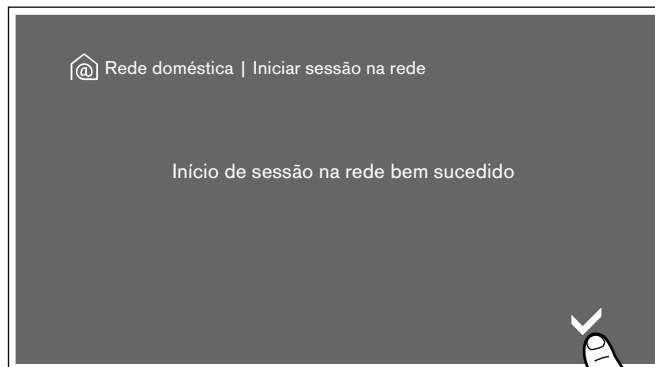 Rede doméstica | Iniciar sessão na rede
Início de sessão na rede bem sucedido